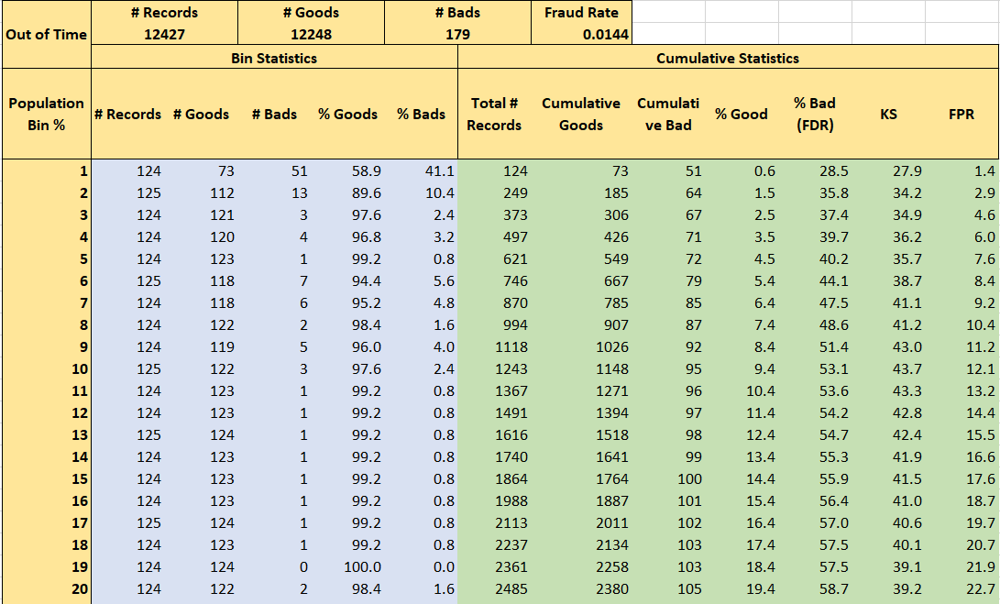 # Records # Goods # Bads Fraud Rate
Out of Time 12427 12248 179 0.0144
Bin Statistics Cumulative Statistics
Population Bin % # Records # Goods # Bads % Goods % Bads Total # Records Cumulative Goods Cumulati ve Bad % Good % Bad (FDR) KS FPR
1 124 73 51 58.9 41.1 124 73 51 0.6 28.5 27.9 1.4
2 125 112 13 89.6 10.4 249 185 64 1.5 35.8 34.2 2.9
3 124 121 3 97.6 2.4 373 306 67 2.5 37.4 34.9 4.6
4 124 120 4 96.8 3.2 497 426 71 3.5 39.7 36.2 6.0
5 124 123 1 99.2 0.8 621 549 72 4.5 40.2 35.7 7.6
6 125 118 7 94.4 5.6 746 667 79 5.4 44.1 38.7 8.4
7 124 118 6 95.2 4.8 870 785 85 6.4 47.5 41.1 9.2
8 124 122 2 98.4 1.6 994 907 87 7.4 48.6 41.2 10.4
9 124 119 5 96.0 4.0 1118 1026 92 8.4 51.4 43.0 11.2
10 125 122 3 97.6 2.4 1243 1148 95 9.4 53.1 43.7 12.1
11 124 123 1 99.2 0.8 1367 1271 96 10.4 53.6 43.3 13.2
12 124 123 1 99.2 0.8 1491 1394 97 11.4 54.2 42.8 14.4
13 125 124 1 99.2 0.8 1616 1518 98 12.4 54.7 42.4 15.5
14 124 123 1 99.2 0.8 1740 1641 99 13.4 55.3 41.9 16.6
15 124 123 1 99.2 0.8 1864 1764 100 14.4 55.9 41.5 17.6
16 124 123 1 99.2 0.8 1988 1887 101 15.4 56.4 41.0 18.7
17 125 124 1 99.2 0.8 2113 2011 102 16.4 57.0 40.6 19.7
18 124 123 1 99.2 0.8 2237 2134 103 17.4 57.5 40.1 20.7
19 124 124 0 100.0 0.0 2361 2258 103 18.4 57.5 39.1 21.9
20 124 122 2 98.4 1.6 2485 2380 105 19.4 58.7 39.2 22.7